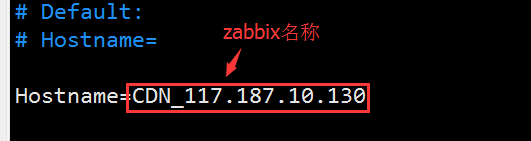 # Default:
# Hostname=
zabbix名称
Hostname=CDN_117.187.10.130